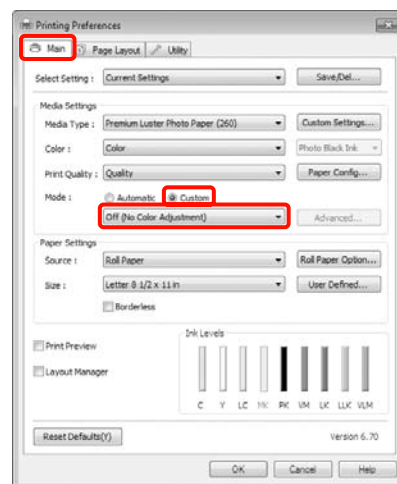 Printing Preferences
Main Page Layout Utility
Select Setting : Current Settings Save/Del...
Media Settings
Media Type : Premium Luster Photo Paper (260) Custom Settings...
Color : Color Photo Black Ink
Print Quality : Quality Paper Config...
Mode : Automatic Custom
Off (No Color Adjustment) Advanced...
Paper Settings
Source : Roll Paper Roll Paper Option...
Size : Letter 8 1/2 x 11 in User Defined...
Borderless
Ink Levels
Print Preview
Layout Manager
C Y LC MK PK VM LK LLK VLM
Reset Defaults(Y) Version 6.70
OK Cancel Help